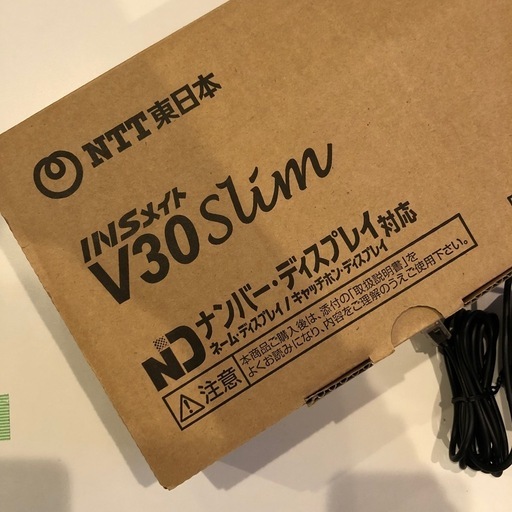 NTT東日本
INSメイト
V30Slim
ND ナンバー・ディスプレイ対応
ネーム・ディスプレイ/キャッチホン・ディスプレイ
注意
本商品ご購入後は、添付の「取扱説明書」を
よくお読みになり、内容をご理解のうえご使用下さい。